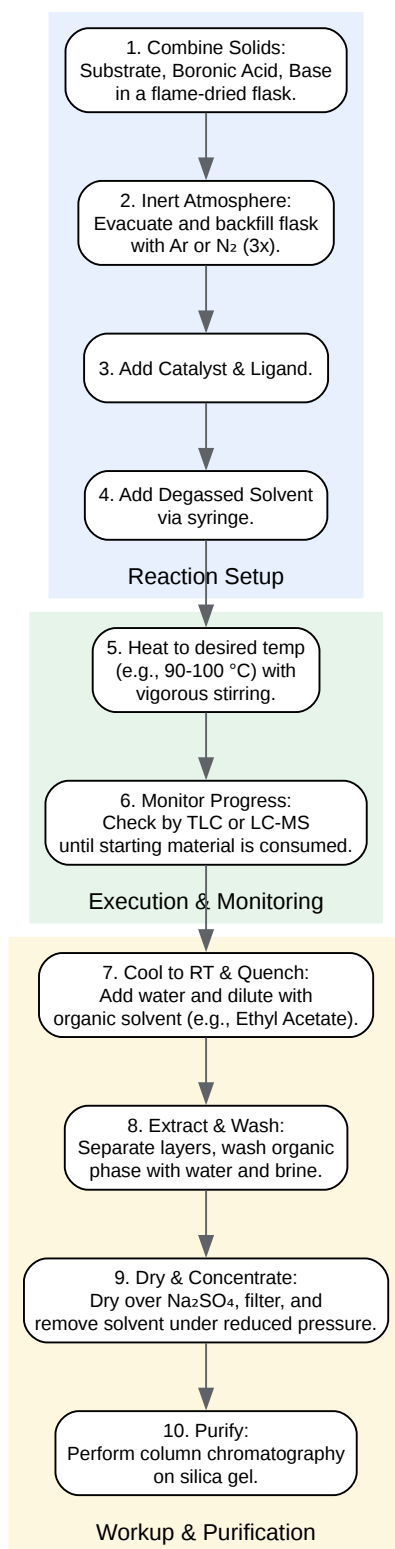 1. Combine Solids:
Substrate, Boronic Acid, Base
in a flame-dried flask.
2. Inert Atmosphere:
Evacuate and backfill flask
with Ar or N₂ (3x).
3. Add Catalyst & Ligand.
4. Add Degassed Solvent
via syringe.
Reaction Setup
5. Heat to desired temp
(e.g., 90-100 °C) with
vigorous stirring.
6. Monitor Progress:
Check by TLC or LC-MS
until starting material is consumed.
Execution & Monitoring
7. Cool to RT & Quench:
Add water and dilute with
organic solvent (e.g., Ethyl Acetate).
8. Extract & Wash:
Separate layers, wash organic
phase with water and brine.
9. Dry & Concentrate:
Dry over Na₂SO₄, filter, and
remove solvent under reduced pressure.
10. Purify:
Perform column chromatography
on silica gel.
Workup & Purification